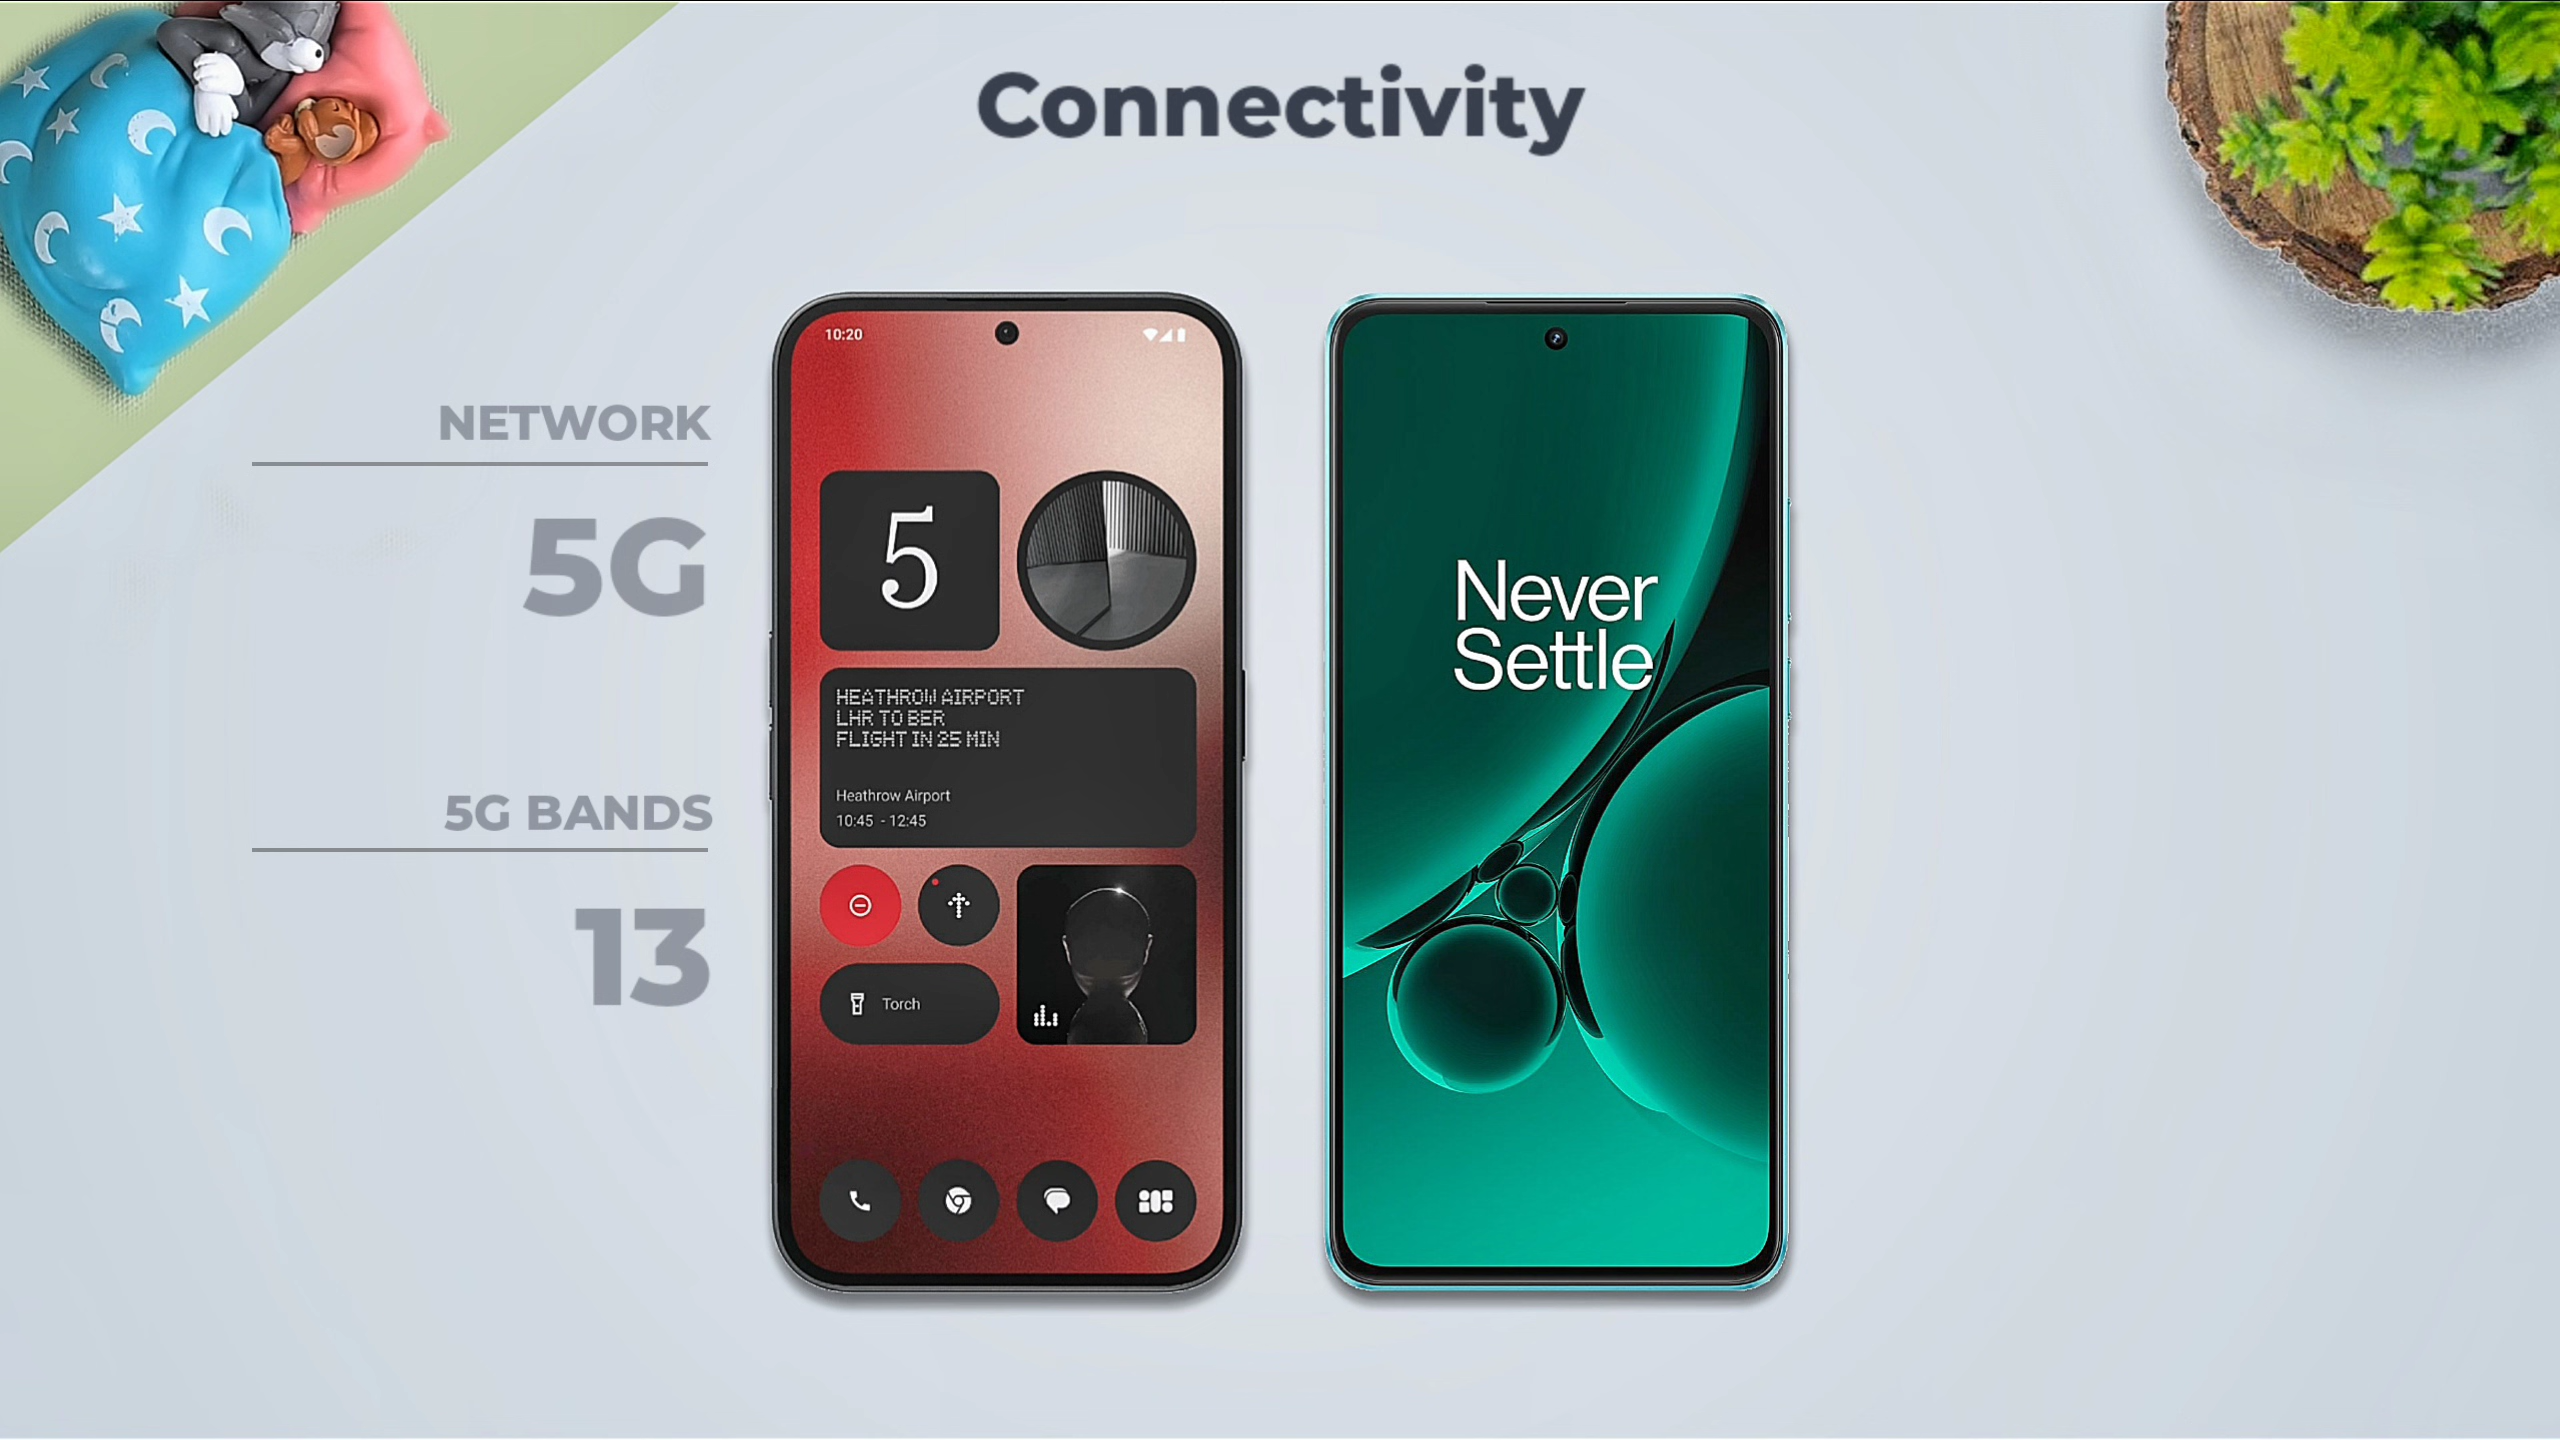 Connectivity
NETWORK
5G
5G BANDS
13
10:20
5
HEATHROW AIRPORT
LHR TO BER
FLIGHT IN 25 MIN
Heathrow Airport
10:45 - 12:45
Torch
Never
Settle